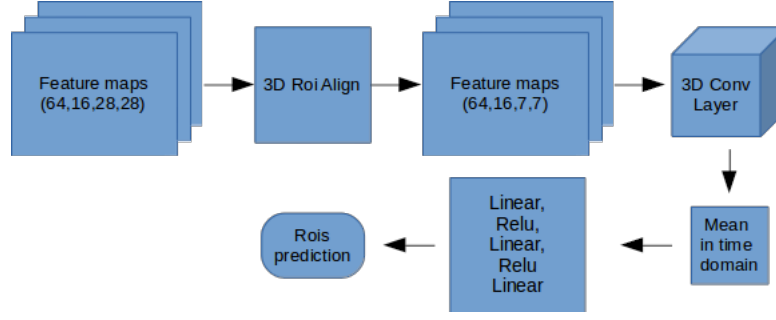 Feature maps
(64,16,28,28)
3D Roi Align
Feature maps
(64,16,7,7)
3D Conv
Layer
Mean
in time
domain
Linear,
Relu,
Linear,
Relu
Linear
Rois
prediction